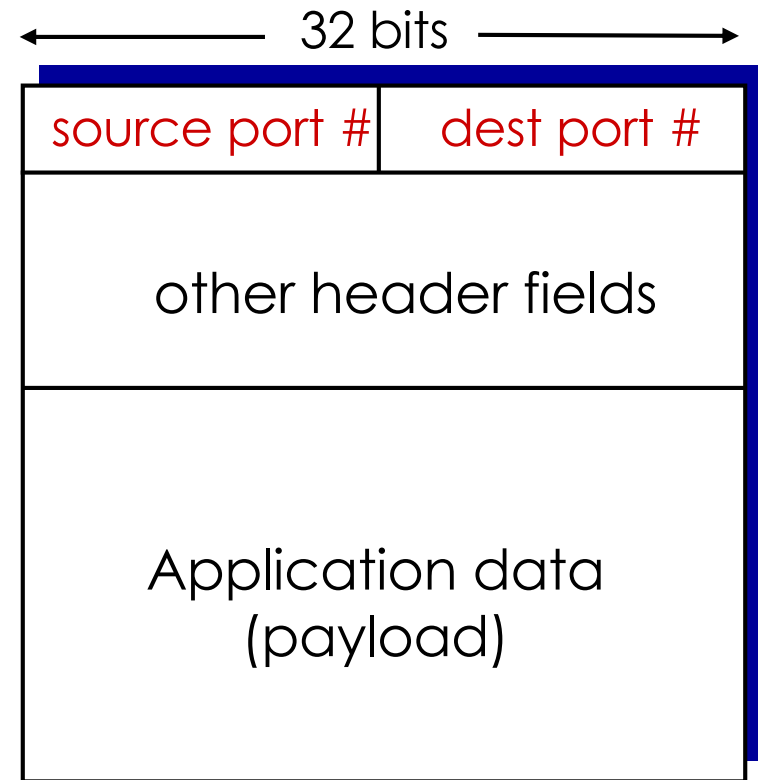 32 bits
source port # dest port #
other header fields
Application data
(payload)